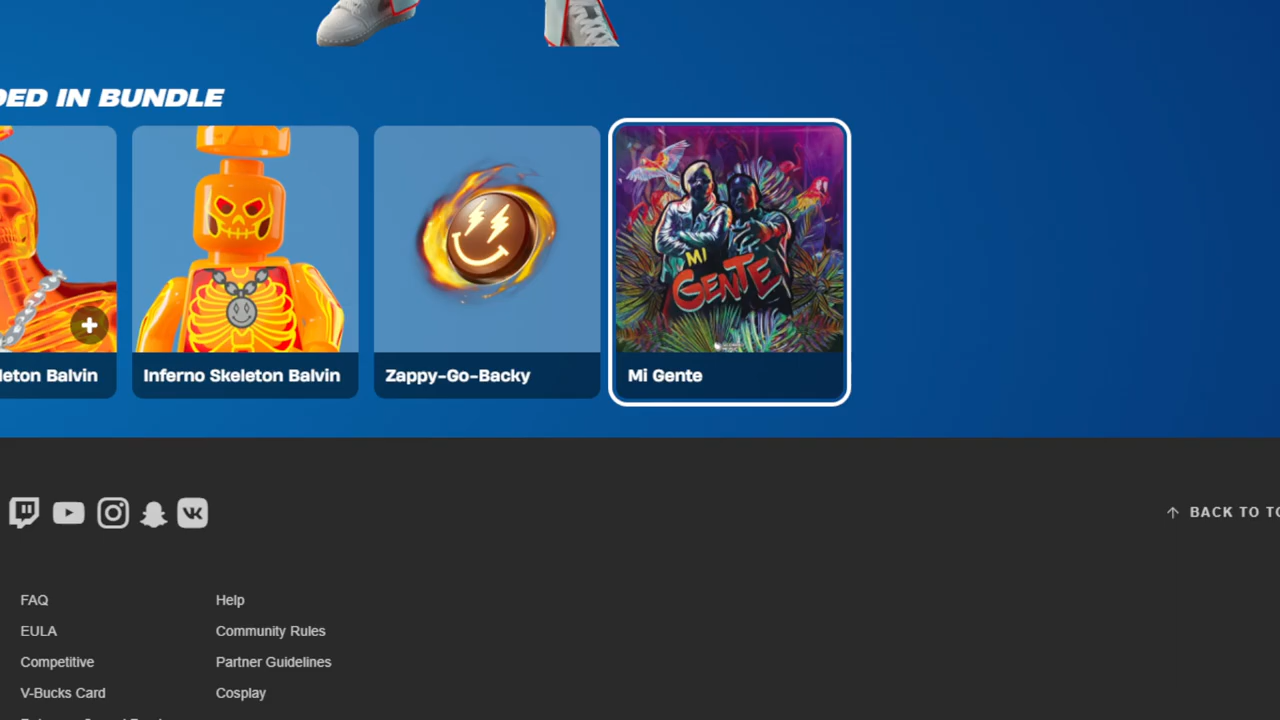 DED IN BUNDLE
MI
GENTE
leton Balvin
Inferno Skeleton Balvin
Zappy-Go-Backy
Mi Gente
BACK TO TO
FAQ
Help
EULA
Community Rules
Competitive
Partner Guidelines
V-Bucks Card
Cosplay